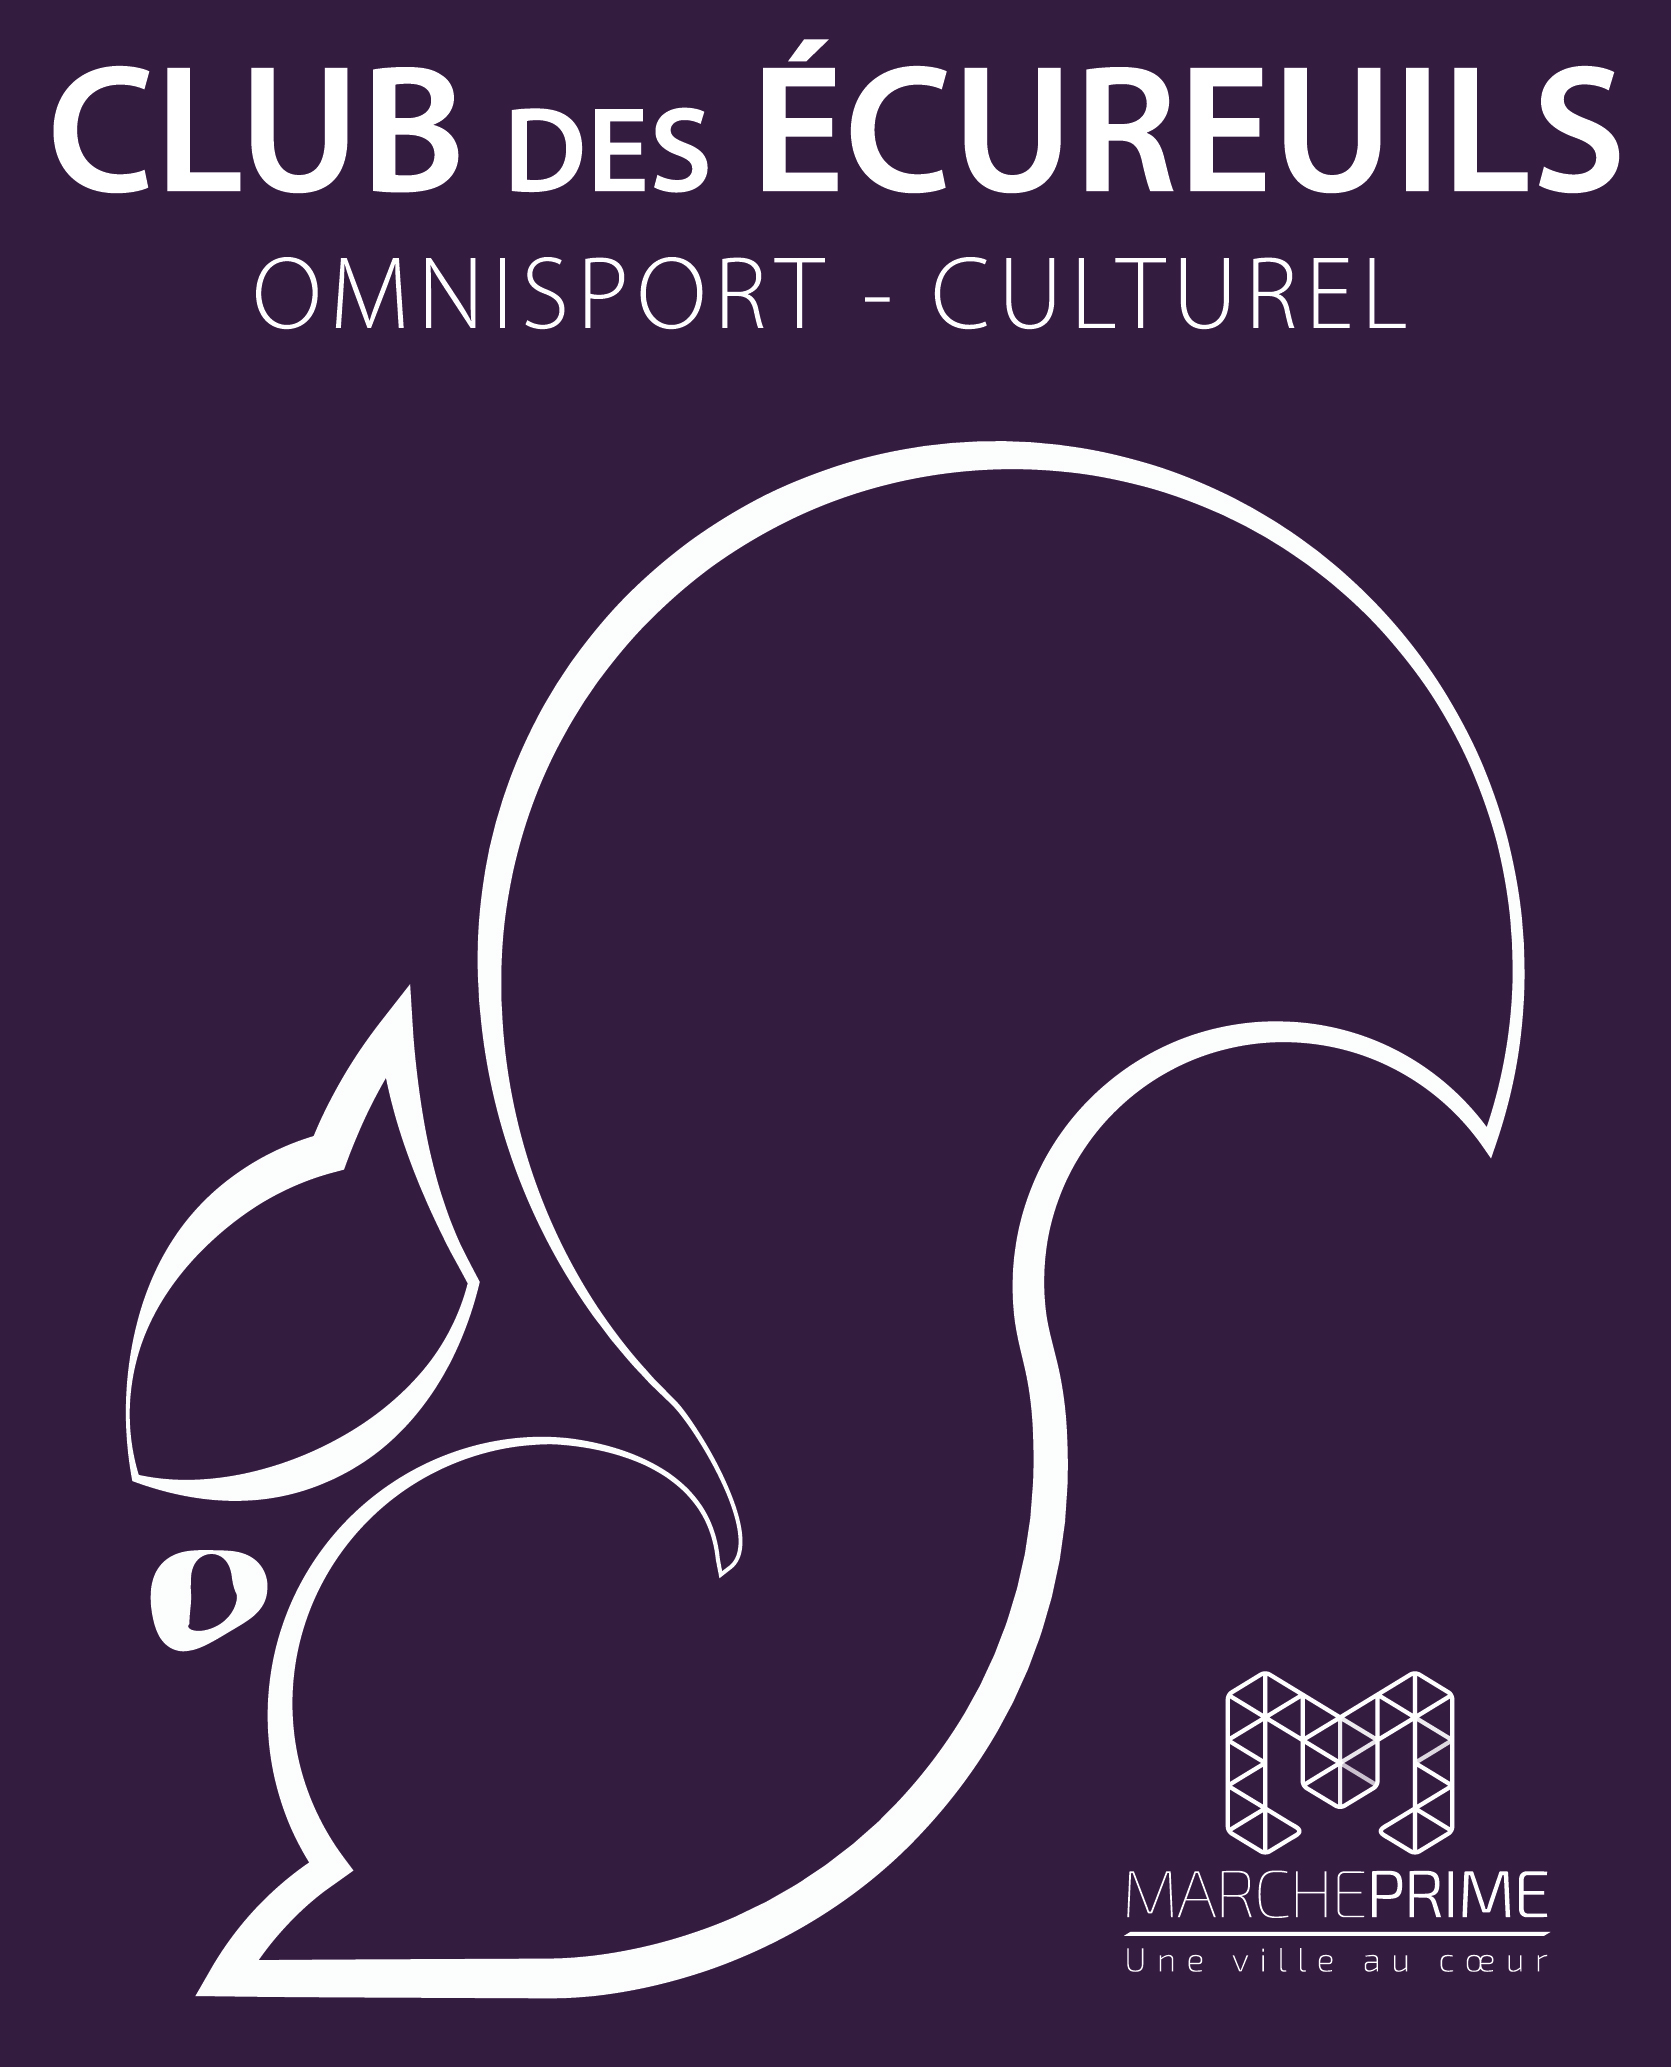 CLUB DES ÉCUREUILS
OMNISPORT - CULTUREL
MARCHEPRIME
Une ville au cœur